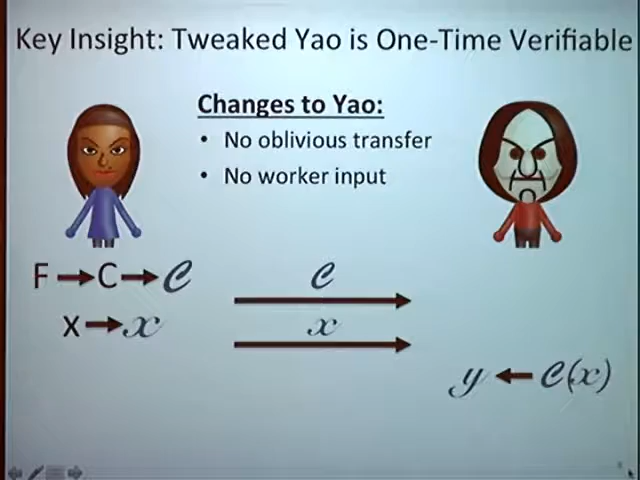 Key Insight: Tweaked Yao is One-Time Verifiable
Changes to Yao:
• No oblivious transfer
• No worker input
F→C→𝒞
𝒞
x→𝓍
𝓍
𝓎 ← 𝒞(𝓍)